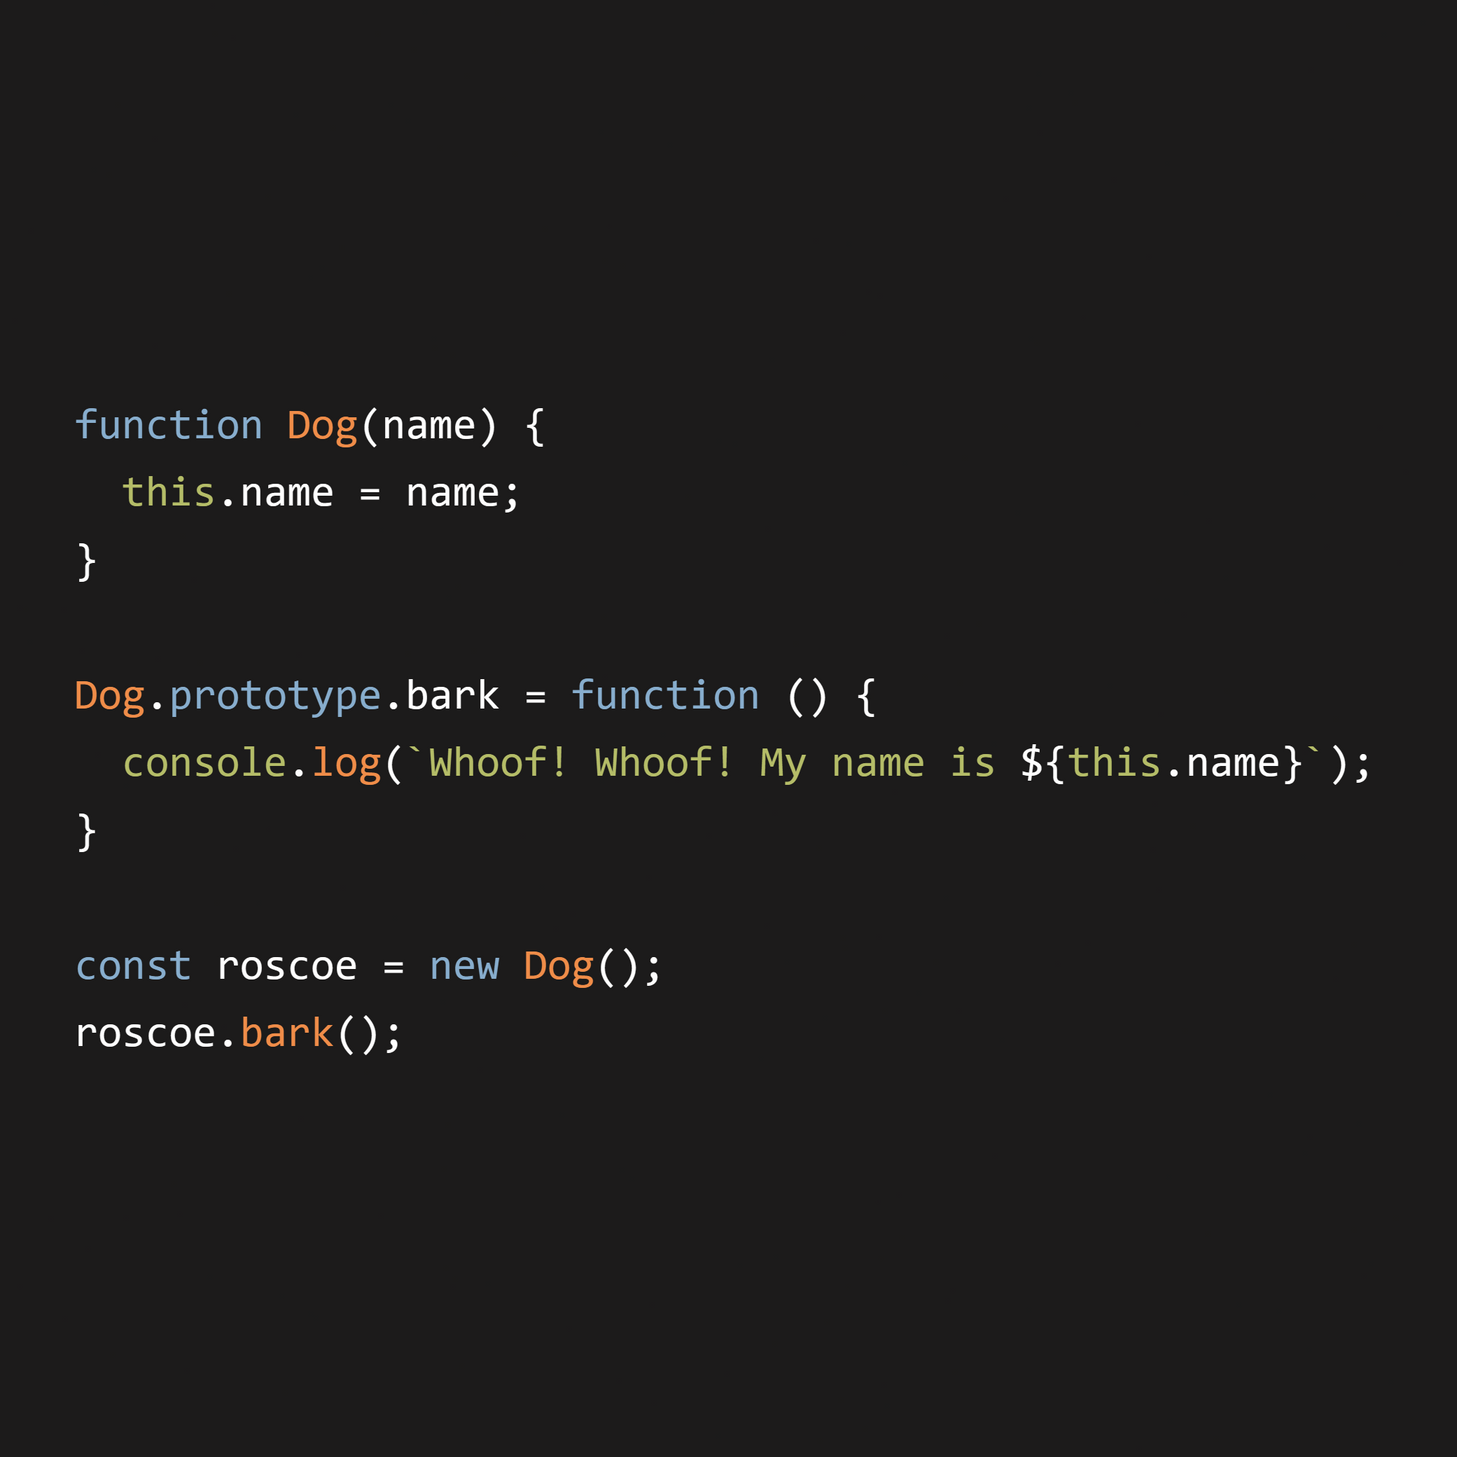 function Dog(name) {
  this.name = name;
}

Dog.prototype.bark = function () {
  console.log(`Whoof! Whoof! My name is ${this.name}`);
}

const roscoe = new Dog();
roscoe.bark();